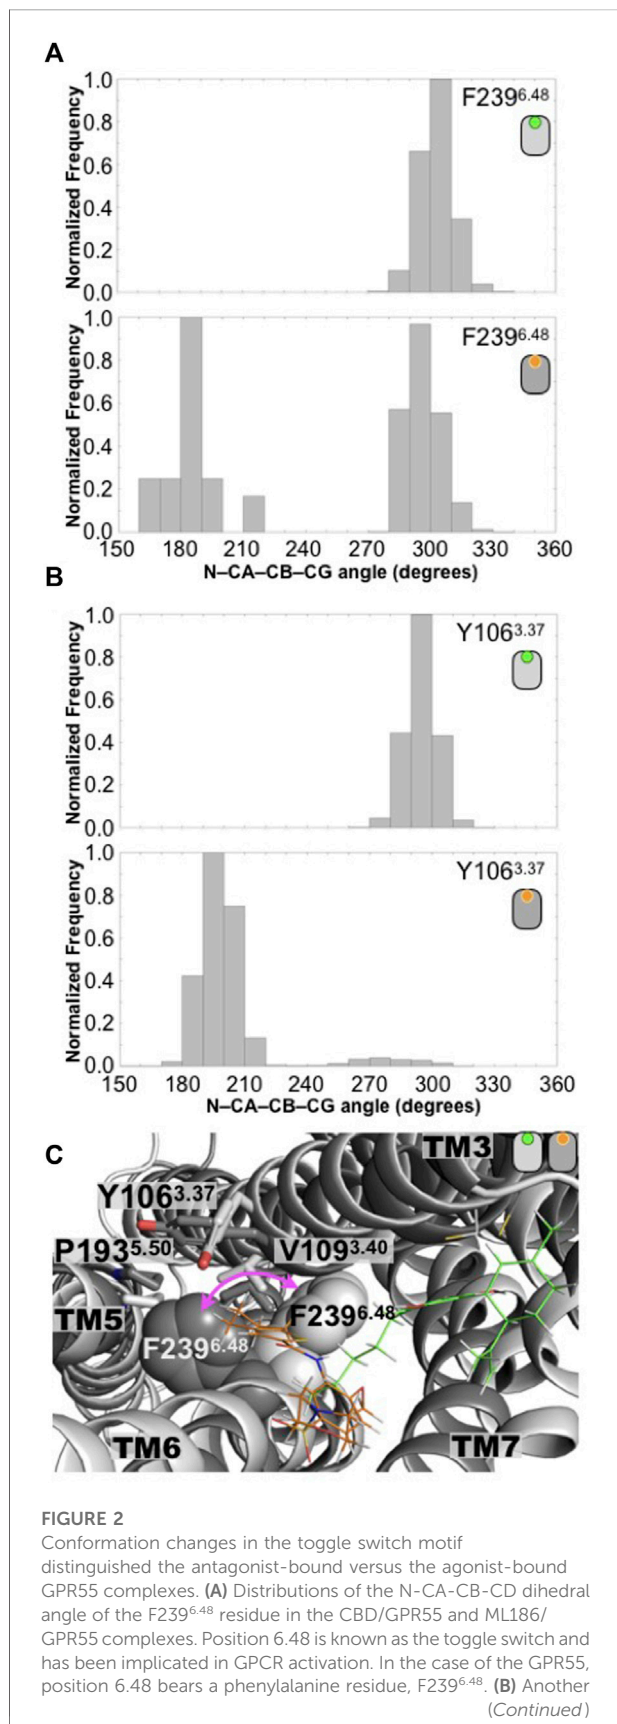 A
Normalized Frequency
1.0
0.8
0.6
0.4
0.2
0.0
F239^6.48
Normalized Frequency
1.0
0.8
0.6
0.4
0.2
0.0
F239^6.48
150 180 210 240 270 300 330 360
N–CA–CB–CG angle (degrees)
B
Normalized Frequency
1.0
0.8
0.6
0.4
0.2
0.0
Y106^3.37
Normalized Frequency
1.0
0.8
0.6
0.4
0.2
0.0
Y106^3.37
150 180 210 240 270 300 330 360
N–CA–CB–CG angle (degrees)
C
TM3
Y106^3.37
P193^5.50
V109^3.40
TM5
F239^6.48
F239^6.48
TM6
TM7
FIGURE 2
Conformation changes in the toggle switch motif
distinguished the antagonist-bound versus the agonist-bound
GPR55 complexes. (A) Distributions of the N-CA-CB-CD dihedral
angle of the F239^6.48 residue in the CBD/GPR55 and ML186/
GPR55 complexes. Position 6.48 is known as the toggle switch and
has been implicated in GPCR activation. In the case of the GPR55,
position 6.48 bears a phenylalanine residue, F239^6.48. (B) Another
(Continued)